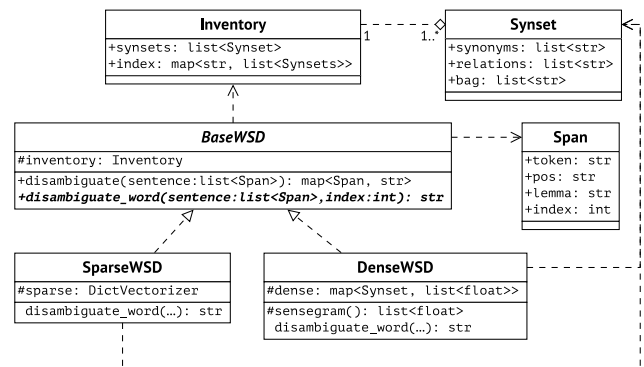 Inventory
+synsets: list<Synset>
+index: map<str, list<Synsets>>
1
1..*
Synset
+synonyms: list<str>
+relations: list<str>
+bag: list<str>
BaseWSD
#inventory: Inventory
+disambiguate(sentence:list<Span>): map<Span, str>
+disambiguate_word(sentence:list<Span>,index:int): str
Span
+token: str
+pos: str
+lemma: str
+index: int
SparseWSD
#sparse: DictVectorizer
disambiguate_word(…): str
DenseWSD
#dense: map<Synset, list<float>>
#sensegram(): list<float>
disambiguate_word(…): str